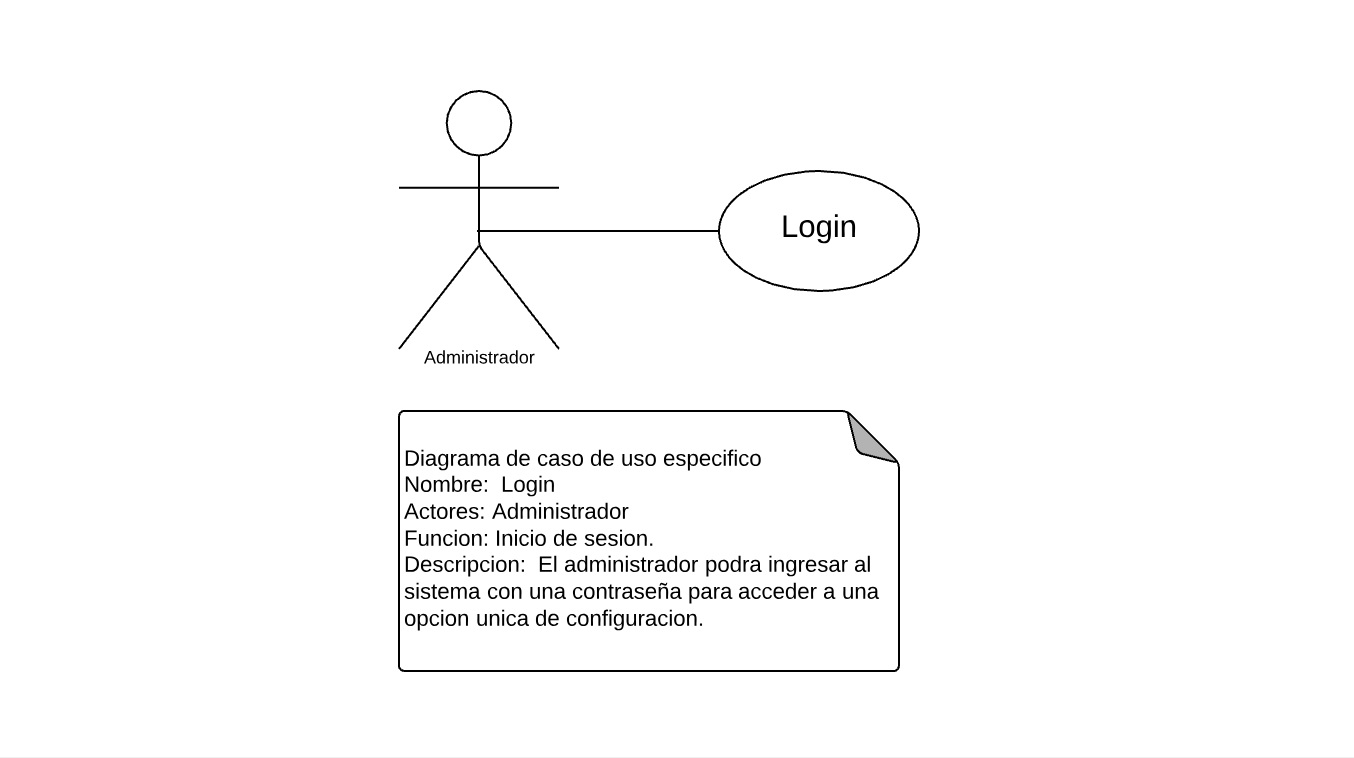 Login
Administrador
Diagrama de caso de uso especifico
Nombre:  Login
Actores: Administrador
Funcion: Inicio de sesion.
Descripcion:  El administrador podra ingresar al
sistema con una contraseña para acceder a una
opcion unica de configuracion.